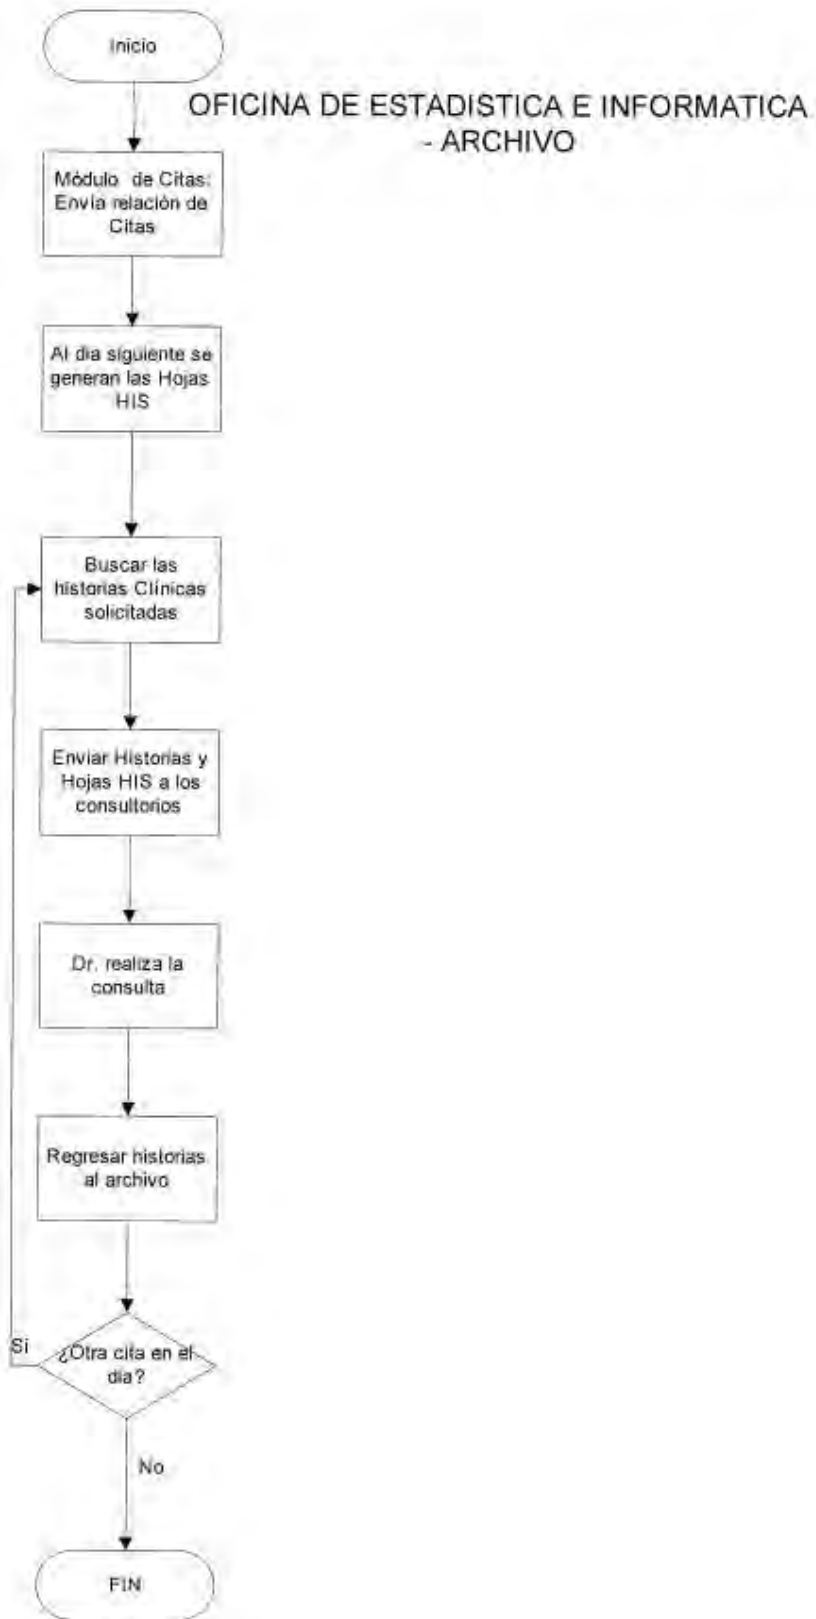 Inicio
OFICINA DE ESTADISTICA E INFORMATICA
- ARCHIVO
Módulo de Citas:
Envía relación de
Citas
Al dia siguiente se
generan las Hojas
HIS
Buscar las
historias Clínicas
solicitadas
Enviar Historias y
Hojas HIS a los
consultorios
Dr. realiza la
consulta
Regresar historias
al archivo
¿Otra cita en el
dia?
Si
No
FIN